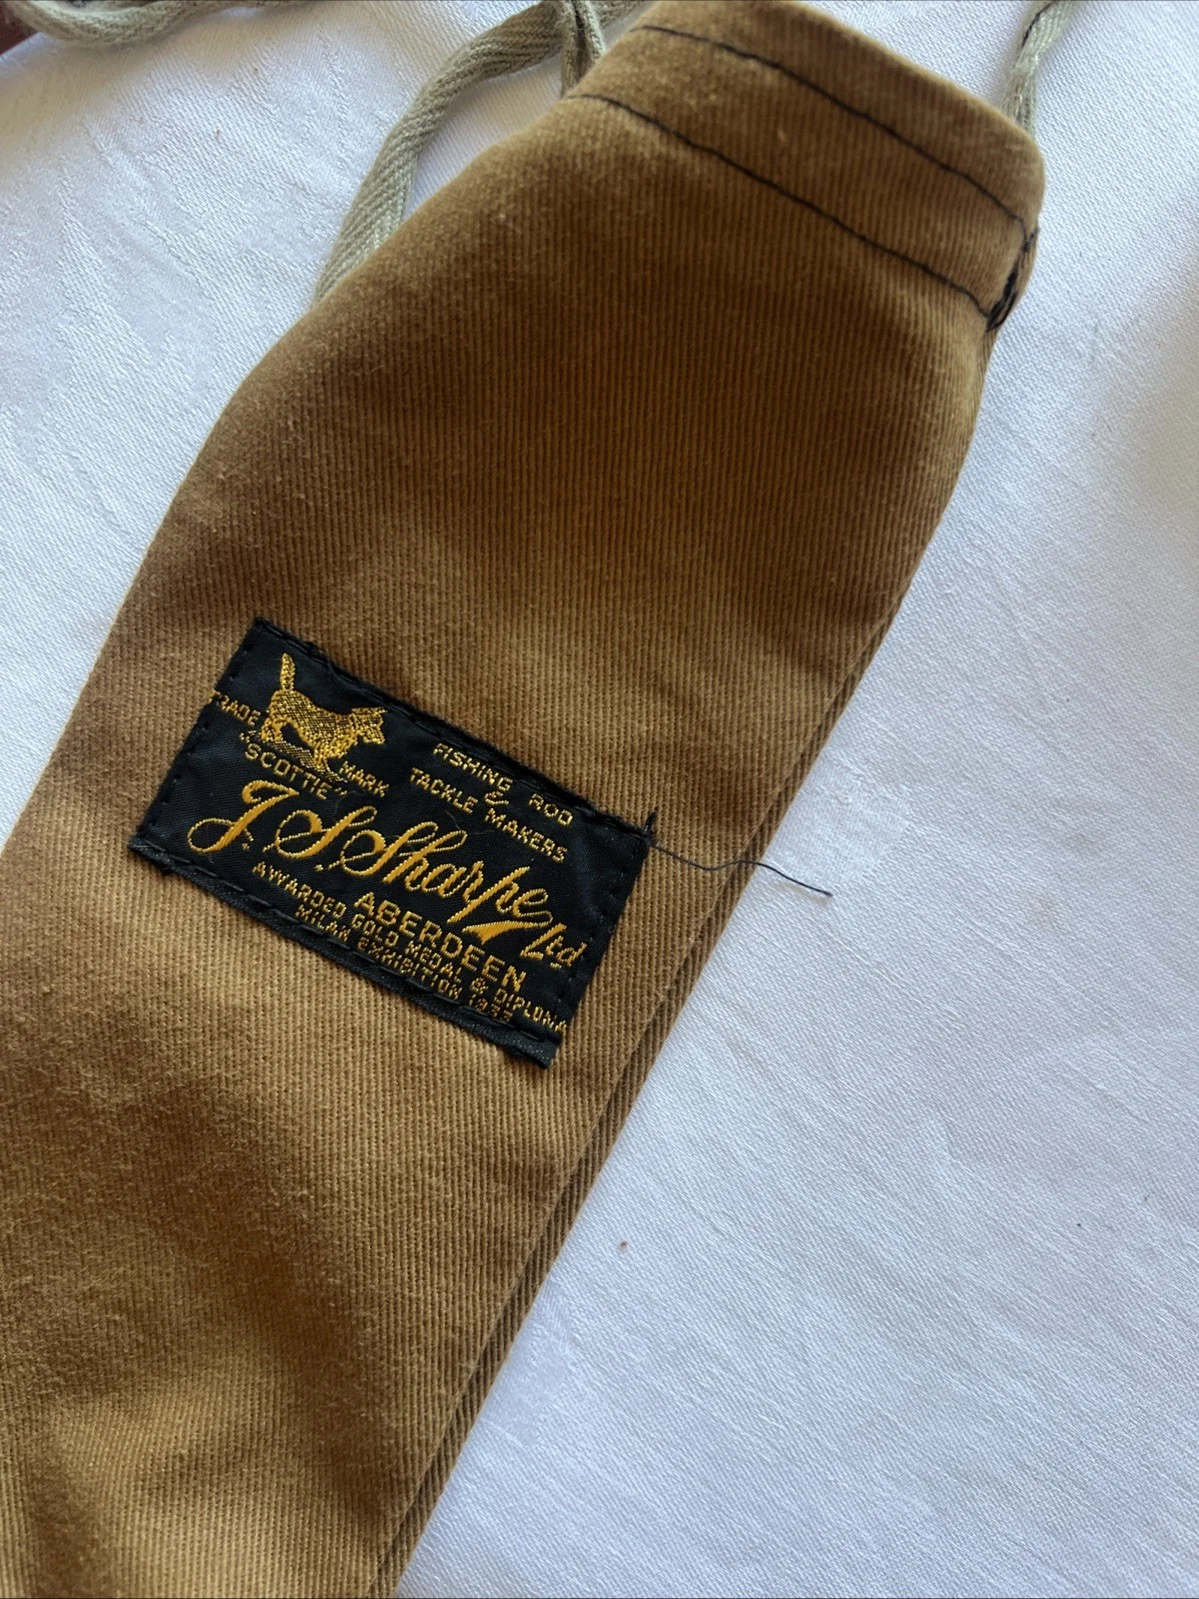 TRADE MARK
"SCOTTIE"
FISHING ROD
&
TACKLE MAKERS
J. S. Sharpe Ltd
ABERDEEN
AWARDED GOLD MEDAL & DIPLOMA
MILAN EXHIBITION